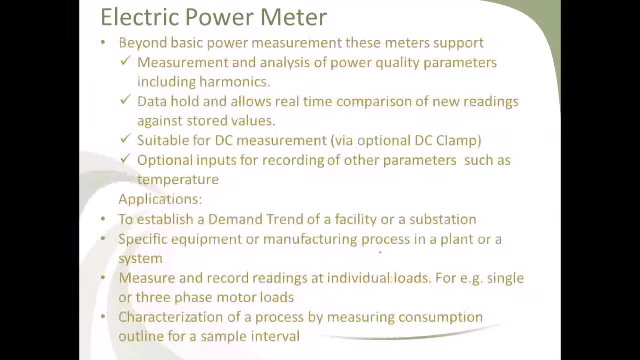 Electric Power Meter
• Beyond basic power measurement these meters support
✓ Measurement and analysis of power quality parameters
including harmonics.
✓ Data hold and allows real time comparison of new readings
against stored values.
✓ Suitable for DC measurement (via optional DC Clamp)
✓ Optional inputs for recording of other parameters such as
temperature
Applications:
• To establish a Demand Trend of a facility or a substation
• Specific equipment or manufacturing process in a plant or a
system
• Measure and record readings at individual loads. For e.g. single
or three phase motor loads
• Characterization of a process by measuring consumption
outline for a sample interval